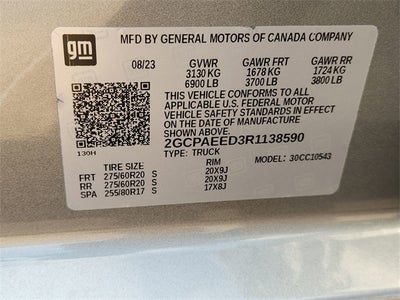 gm
MFD BY GENERAL MOTORS OF CANADA COMPANY
08/23 GVWR GAWR FRT GAWR RR
3130 KG 1678 KG 1724 KG
6900 LB 3700 LB 3800 LB
THIS VEHICLE CONFORMS TO ALL
APPLICABLE U.S. FEDERAL MOTOR
VEHICLE SAFETY STANDARDS IN EFFECT ON
THE DATE OF MANUFACTURE SHOWN ABOVE.
2GCPAEED3R1138590
130H TYPE: TRUCK MODEL: 30CC10543
TIRE SIZE RIM
FRT 275/60R20 S 20X9J
RR 275/60R20 S 20X9J
SPA 255/80R17 S 17X8J